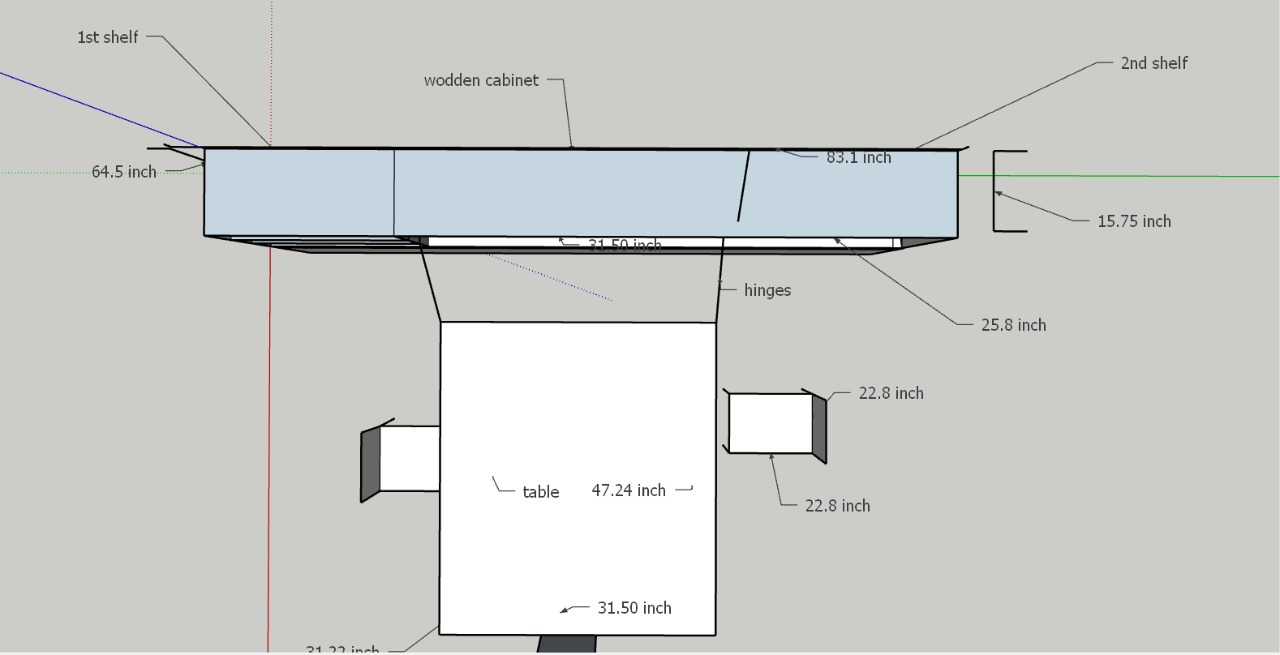 1st shelf
2nd shelf
wodden cabinet
83.1 inch
64.5 inch
15.75 inch
31.50 inch
hinges
25.8 inch
22.8 inch
table
47.24 inch
22.8 inch
31.50 inch
31.22 inch